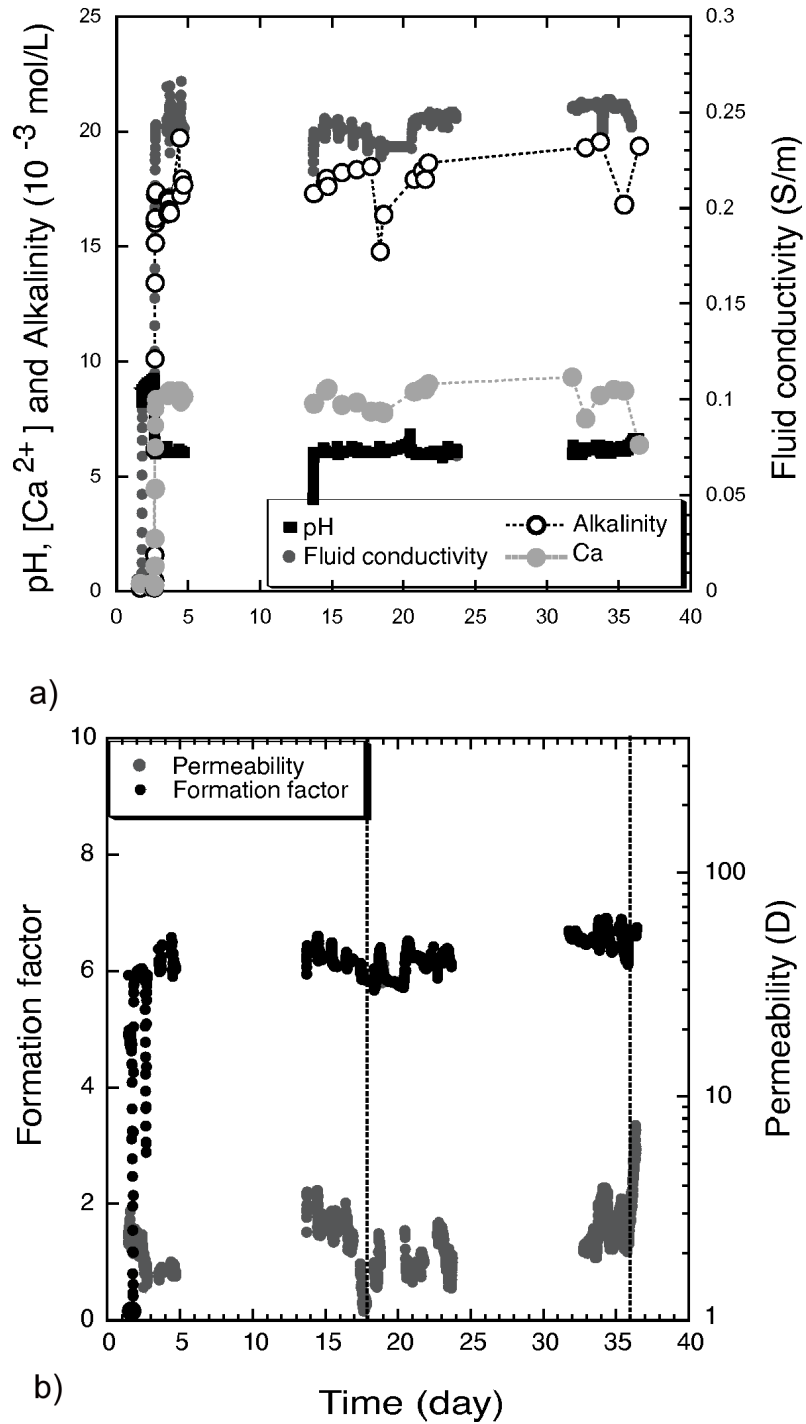 25
20
15
10
5
0
pH, [Ca 2+ ] and Alkalinity (10 -3 mol/L)
0.3
0.25
0.2
0.15
0.1
0.05
0
Fluid conductivity (S/m)
pH
Fluid conductivity
Alkalinity
Ca
0 5 10 15 20 25 30 35 40
a)
10
8
6
4
2
0
Formation factor
Permeability
Formation factor
100
10
1
Permeability (D)
0 5 10 15 20 25 30 35 40
b)
Time (day)